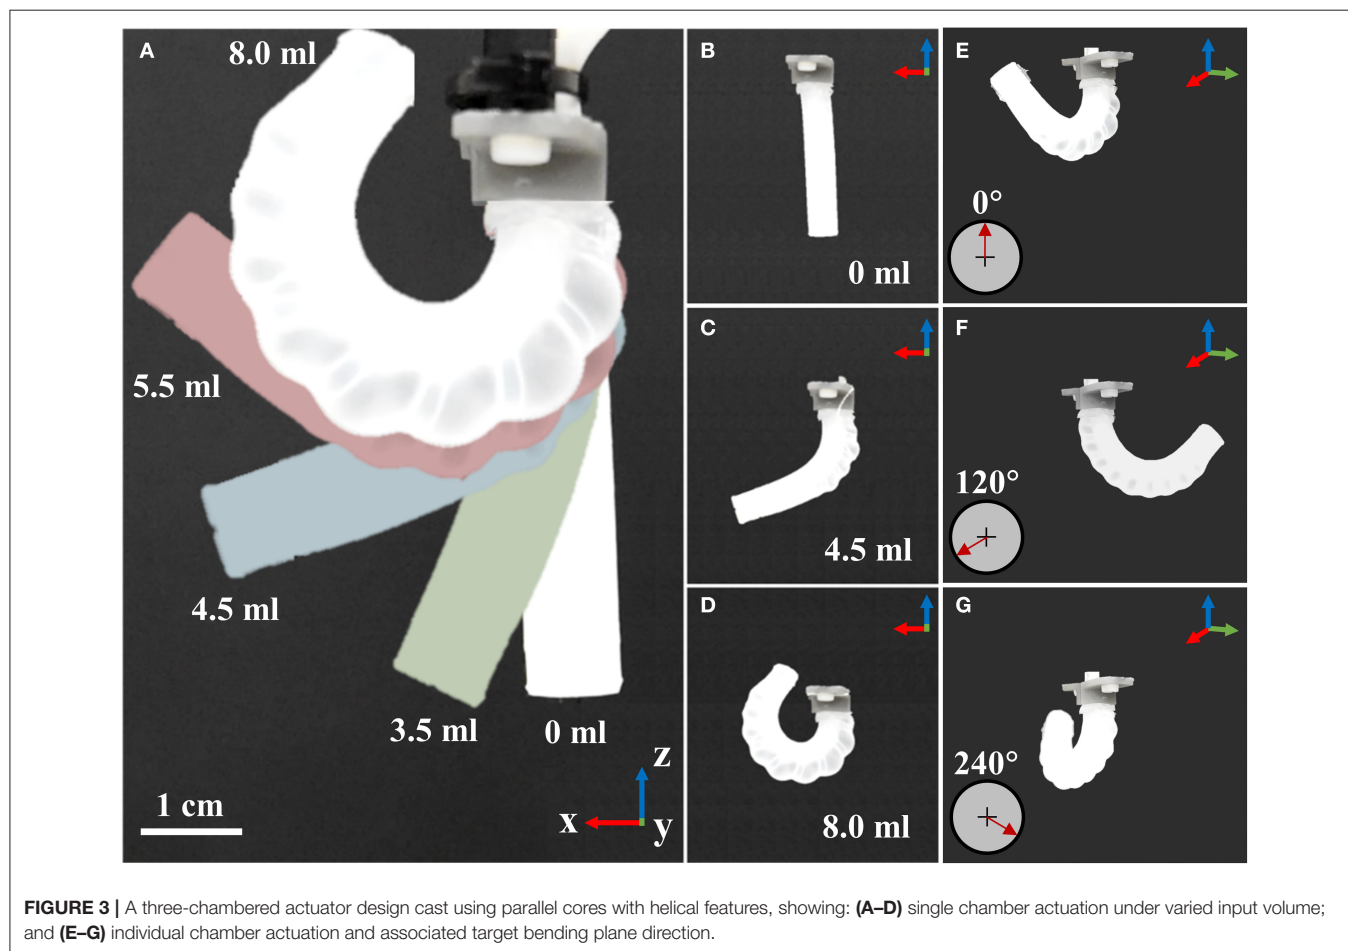 A
8.0 ml
5.5 ml
4.5 ml
3.5 ml
0 ml
1 cm
z
x
y
B
0 ml
C
4.5 ml
D
8.0 ml
E
0°
F
120°
G
240°
FIGURE 3 | A three-chambered actuator design cast using parallel cores with helical features, showing: (A–D) single chamber actuation under varied input volume;
and (E–G) individual chamber actuation and associated target bending plane direction.